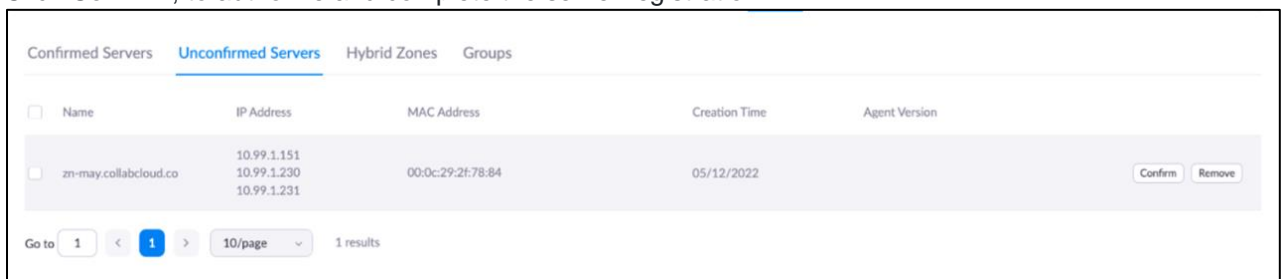 Confirmed Servers Unconfirmed Servers Hybrid Zones Groups
Name IP Address MAC Address Creation Time Agent Version
10.99.1.151
zn-may.collabcloud.co 10.99.1.230 00:0c:29:2f:78:84 05/12/2022 Confirm Remove
10.99.1.231
Go to 1 < 1 > 10/page 1 results